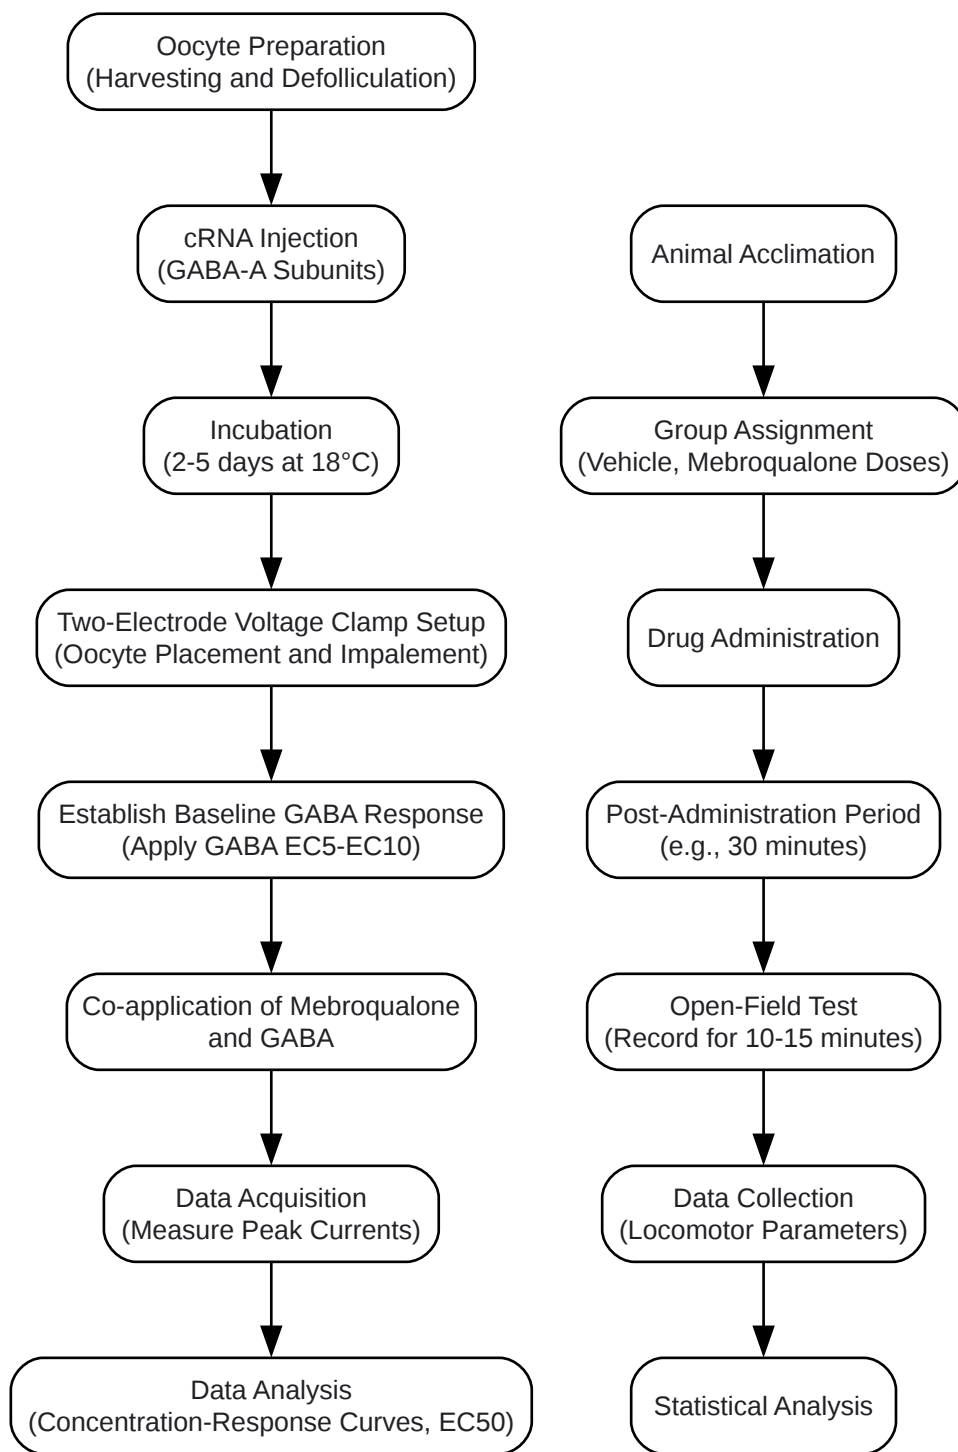 Oocyte Preparation
(Harvesting and Defolliculation)
cRNA Injection
(GABA-A Subunits)
Incubation
(2-5 days at 18°C)
Two-Electrode Voltage Clamp Setup
(Oocyte Placement and Impalement)
Establish Baseline GABA Response
(Apply GABA EC5-EC10)
Co-application of Mebroqualone
and GABA
Data Acquisition
(Measure Peak Currents)
Data Analysis
(Concentration-Response Curves, EC50)
Animal Acclimation
Group Assignment
(Vehicle, Mebroqualone Doses)
Drug Administration
Post-Administration Period
(e.g., 30 minutes)
Open-Field Test
(Record for 10-15 minutes)
Data Collection
(Locomotor Parameters)
Statistical Analysis